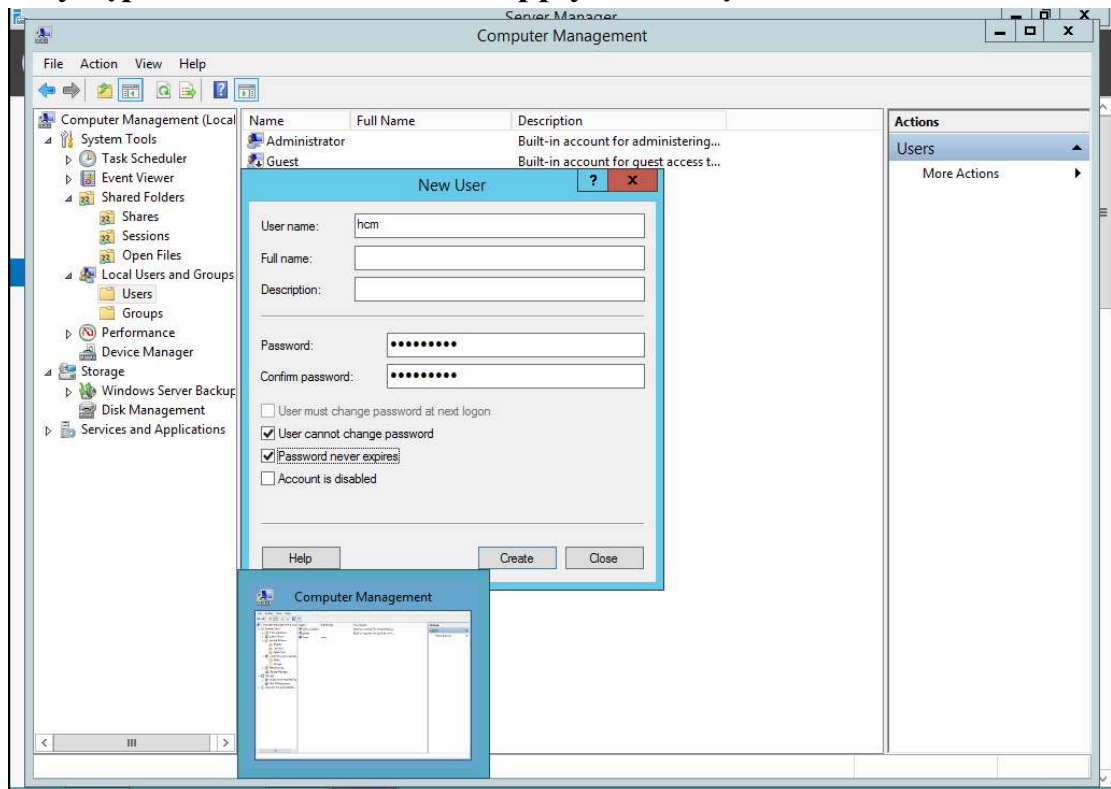 Server Manager
Computer Management
File Action View Help
Computer Management (Local
System Tools
Task Scheduler
Event Viewer
Shared Folders
Shares
Sessions
Open Files
Local Users and Groups
Users
Groups
Performance
Device Manager
Storage
Windows Server Backup
Disk Management
Services and Applications
Name Full Name Description
Administrator Built-in account for administering...
Guest Built-in account for guest access t...
Actions
Users
More Actions
New User
User name: hcm
Full name:
Description:
Password: •••••••••
Confirm password: •••••••••
User must change password at next logon
User cannot change password
Password never expires
Account is disabled
Help Create Close
Computer Management